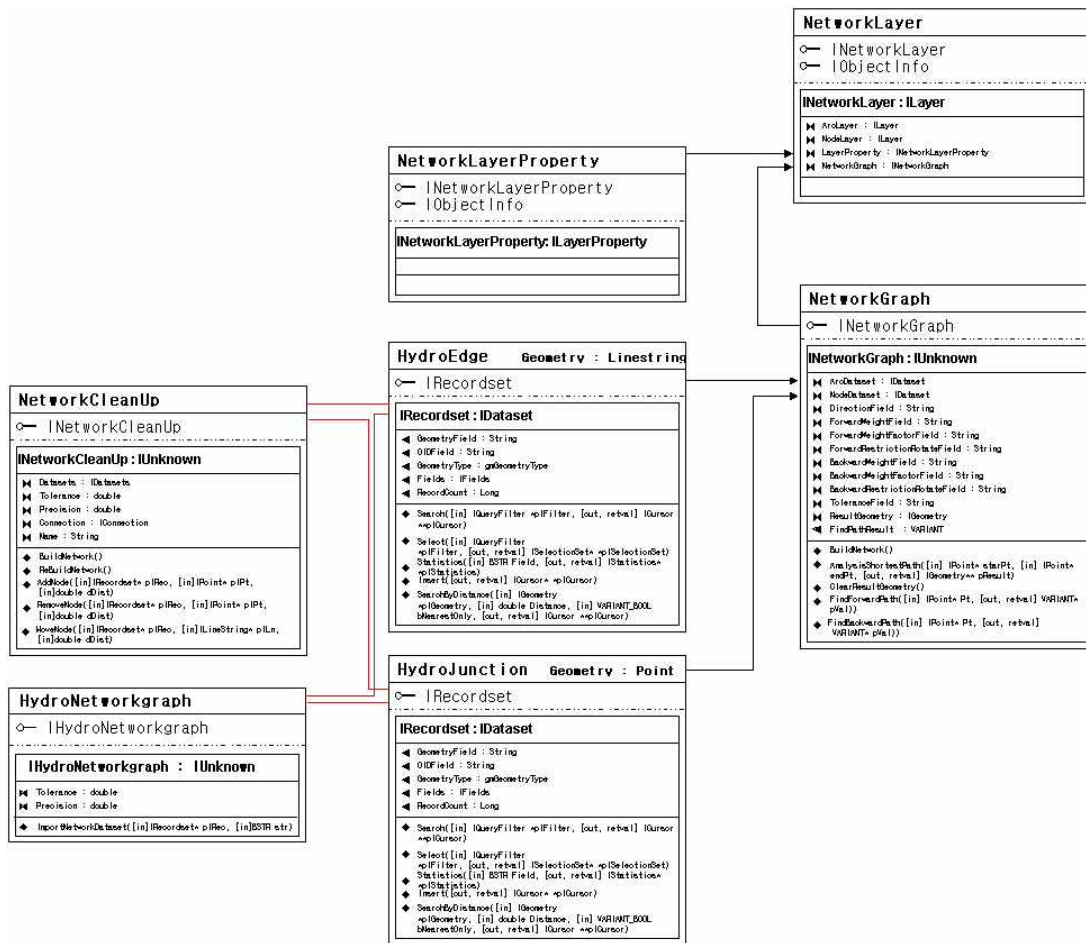 NetworkLayer
INetworkLayer
IObjectInfo
INetworkLayer : ILayer
ArcLayer : ILayer
NodeLayer : ILayer
LayerProperty : INetworkLayerProperty
NetworkGraph : INetworkGraph
NetworkLayerProperty
INetworkLayerProperty
IObjectInfo
INetworkLayerProperty: ILayerProperty
NetworkGraph
INetworkGraph
INetworkGraph : IUnknown
ArcDataset : IDataset
NodeDataset : IDataset
DirectionField : String
ForwardWeightField : String
ForwardWeightFactorField : String
ForwardRestrictionRotateField : String
BackwardWeightField : String
BackwardWeightFactorField : String
BackwardRestrictionRotateField : String
ToleranceField : String
ResultGeometry : IGeometry
FindPathResult : VARIANT
BuildNetwork()
AnalysisShortestPath([in] IPoint* starPt, [in] IPoint*
endPt, [out, retval] IGeometry** pResult)
ClearResultGeometry()
FindForwardPath([in] IPoint* Pt, [out, retval] VARIANT*
pVal))
FindBackwardPath([in] IPoint* Pt, [out, retval]
VARIANT* pVal))
HydroEdge Geometry : Linestring
IRecordset
IRecordset : IDataset
GeometryField : String
OIDField : String
GeometryType : gmGeometryType
Fields : IFields
RecordCount : Long
Search([in] IQueryFilter *pIFilter, [out, retval] ICursor
**pICursor)
Select([in] IQueryFilter
*pIFilter, [out, retval] ISelectionSet* *pISelectionSet)
Statistics([in] BSTR Field, [out, retval] IStatistics*
*pIStatistics)
Insert([out, retval] ICursor* *pICursor)
SearchByDistance([in] IGeometry
*pIGeometry, [in] double Distance, [in] VARIANT_BOOL
bNearestOnly, [out, retval] ICursor **pICursor)
NetworkCleanUp
INetworkCleanUp
INetworkCleanUp : IUnknown
Datasets : IDatasets
Tolerance : double
Precision : double
Connection : IConnection
Name : String
BuildNetwork()
ReBuildNetwork()
AddNode([in]IRecordset* pIRec, [in]IPoint* pIPt,
[in]double dDist)
RemoveNode([in]IRecordset* pIRec, [in]IPoint* pIPt,
[in]double dDist)
MoveNode([in]IRecordset* pIRec, [in]ILineString* pILn,
[in]double dDist)
HydroJunction Geometry : Point
IRecordset
IRecordset : IDataset
GeometryField : String
OIDField : String
GeometryType : gmGeometryType
Fields : IFields
RecordCount : Long
Search([in] IQueryFilter *pIFilter, [out, retval] ICursor
**pICursor)
Select([in] IQueryFilter
*pIFilter, [out, retval] ISelectionSet* *pISelectionSet)
Statistics([in] BSTR Field, [out, retval] IStatistics*
*pIStatistics)
Insert([out, retval] ICursor* *pICursor)
SearchByDistance([in] IGeometry
*pIGeometry, [in] double Distance, [in] VARIANT_BOOL
bNearestOnly, [out, retval] ICursor **pICursor)
HydroNetworkgraph
IHydroNetworkgraph
IHydroNetworkgraph : IUnknown
Tolerance : double
Precision : double
ImportNetworkDataset([in]IRecordset* pIRec, [in]BSTR str)